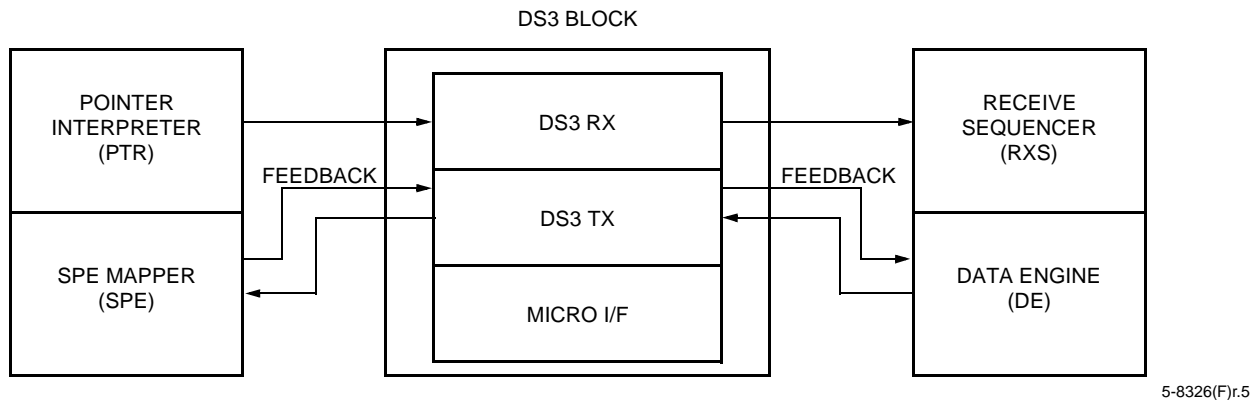 DS3 BLOCK
POINTER
INTERPRETER
(PTR)
DS3 RX
RECEIVE
SEQUENCER
(RXS)
FEEDBACK
FEEDBACK
DS3 TX
SPE MAPPER
(SPE)
DATA ENGINE
(DE)
MICRO I/F
5-8326(F)r.5